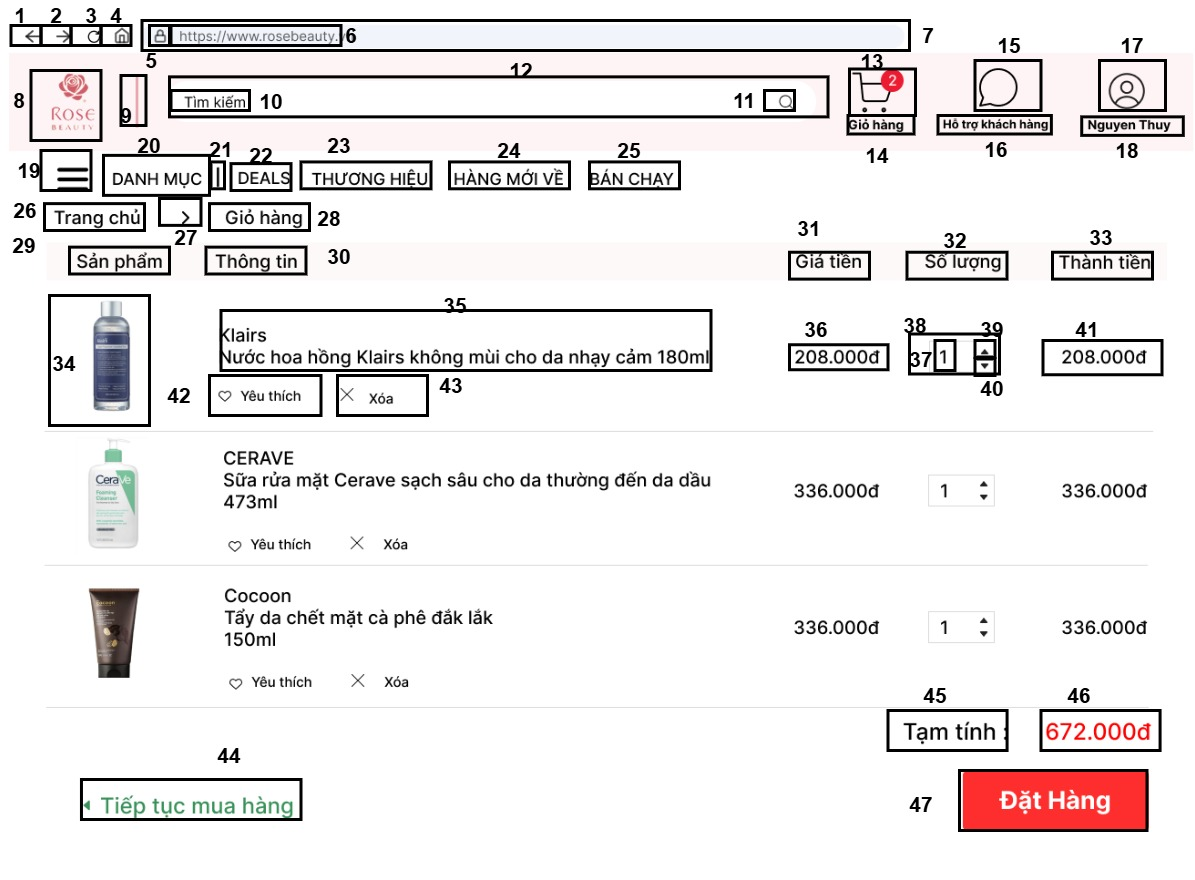 1 2 3 4
https://www.rosebeauty.v 6 7
5
8 ROSE
BEAUTY
9
12
Tìm kiếm 10 11
13 2
Giỏ hàng
14
15
Hỗ trợ khách hàng
16
17
Nguyen Thuy
18
19 20 21 22 23 24 25
DANH MỤC | DEALS THƯƠNG HIỆU HÀNG MỚI VỀ BÁN CHẠY
26 Trang chủ > Giỏ hàng 28
27
29 Sản phẩm Thông tin 30
31 32 33
Giá tiền Số lượng Thành tiền
34
35
Klairs
Nước hoa hồng Klairs không mùi cho da nhạy cảm 180ml
36 38 39 41
208.000đ 37 1 208.000đ
40
42 Yêu thích Xóa 43
CeraVe
Foaming
Cleanser
CERAVE
Sữa rửa mặt Cerave sạch sâu cho da thường đến da dầu
473ml
336.000đ 1 336.000đ
Yêu thích Xóa
cocoon
Cocoon
Tẩy da chết mặt cà phê đắk lắk
150ml
336.000đ 1 336.000đ
Yêu thích Xóa
45 46
Tạm tính : 672.000đ
44
Tiếp tục mua hàng
47 Đặt Hàng